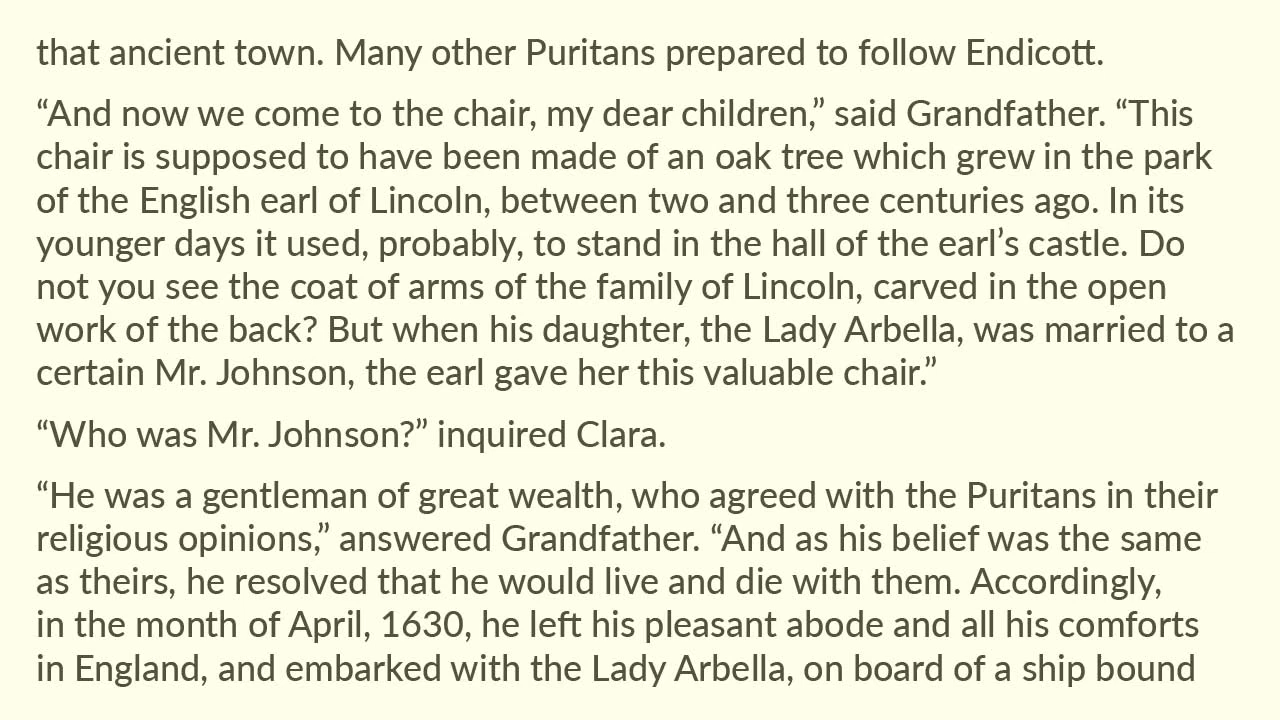 that ancient town. Many other Puritans prepared to follow Endicott.
“And now we come to the chair, my dear children,” said Grandfather. “This
chair is supposed to have been made of an oak tree which grew in the park
of the English earl of Lincoln, between two and three centuries ago. In its
younger days it used, probably, to stand in the hall of the earl’s castle. Do
not you see the coat of arms of the family of Lincoln, carved in the open
work of the back? But when his daughter, the Lady Arbella, was married to a
certain Mr. Johnson, the earl gave her this valuable chair.”
“Who was Mr. Johnson?” inquired Clara.
“He was a gentleman of great wealth, who agreed with the Puritans in their
religious opinions,” answered Grandfather. “And as his belief was the same
as theirs, he resolved that he would live and die with them. Accordingly,
in the month of April, 1630, he left his pleasant abode and all his comforts
in England, and embarked with the Lady Arbella, on board of a ship bound